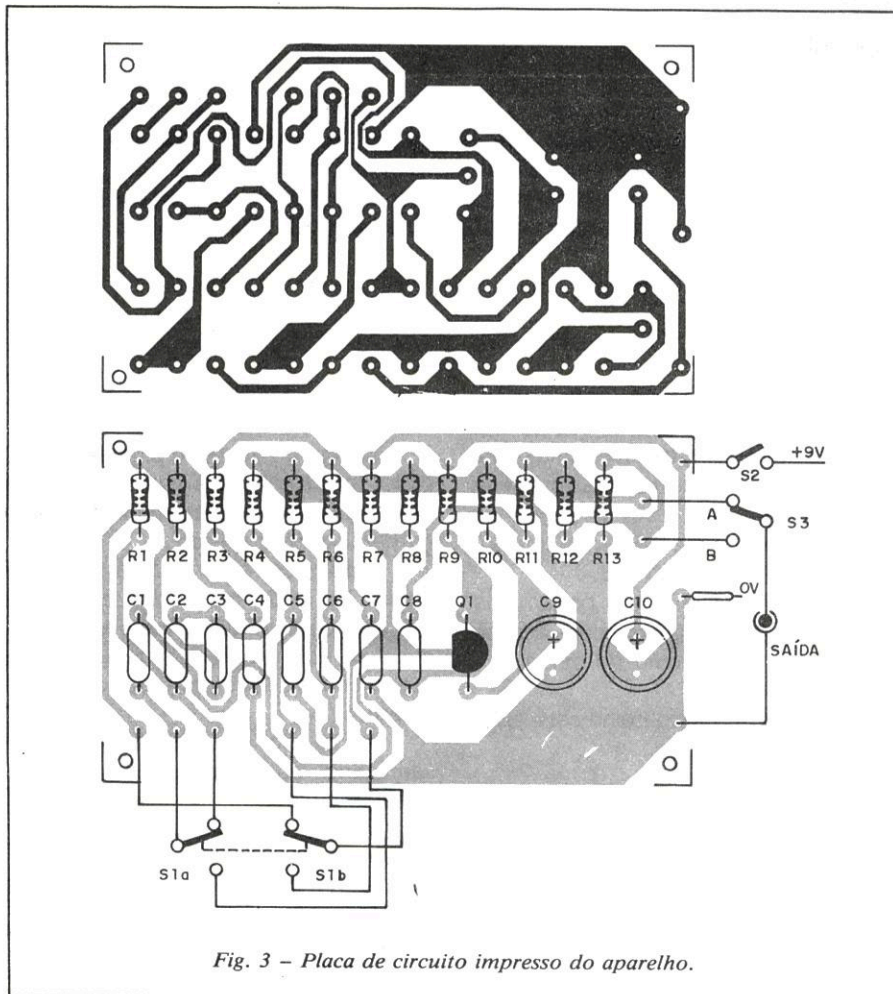 +9V
S2
A
S3
B
R1 R2 R3 R4 R5 R6 R7 R8 R9 R10 R11 R12 R13
0V
C1 C2 C3 C4 C5 C6 C7 C8 Q1 C9 C10
+ +
SAÍDA
S1a S1b
Fig. 3 – Placa de circuito impresso do aparelho.